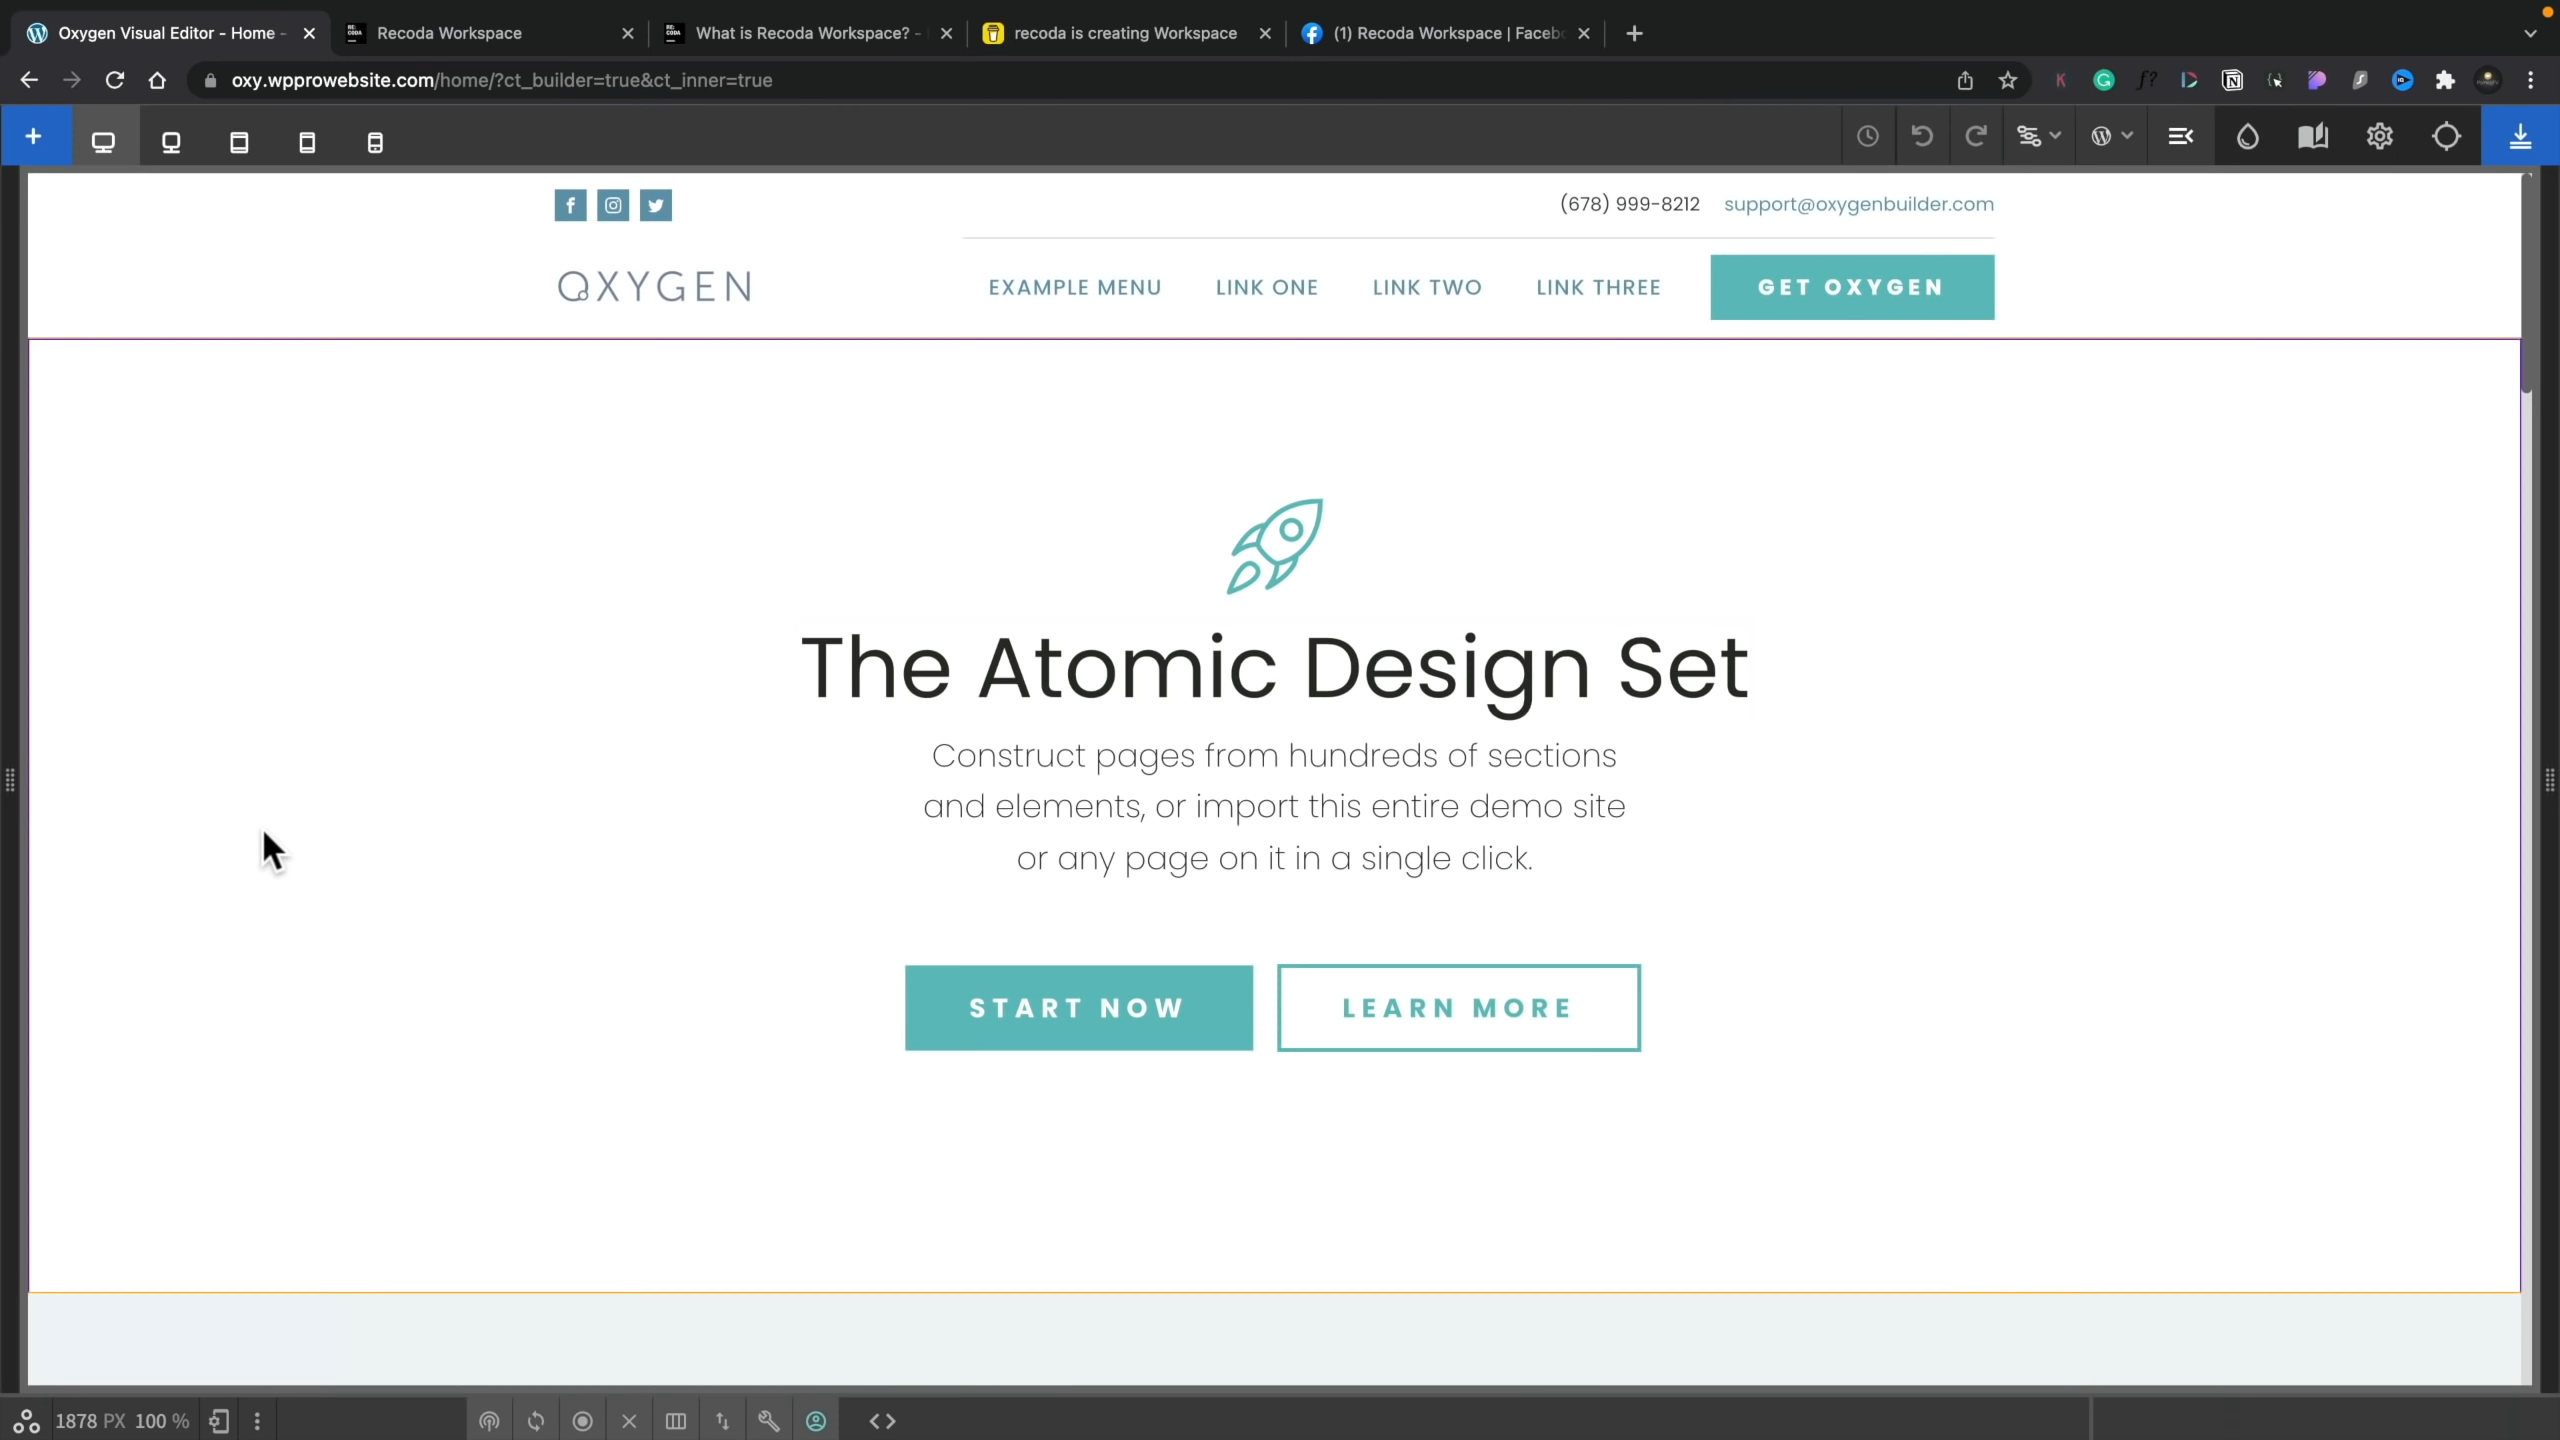 Oxygen Visual Editor - Home -
Recoda Workspace
What is Recoda Workspace? -
recoda is creating Workspace
(1) Recoda Workspace | Facebo
oxy.wpprowebsite.com/home/?ct_builder=true&ct_inner=true
(678) 999-8212 support@oxygenbuilder.com
OXYGEN
EXAMPLE MENU LINK ONE LINK TWO LINK THREE GET OXYGEN
The Atomic Design Set
Construct pages from hundreds of sections
and elements, or import this entire demo site
or any page on it in a single click.
START NOW LEARN MORE
1878 PX 100 %